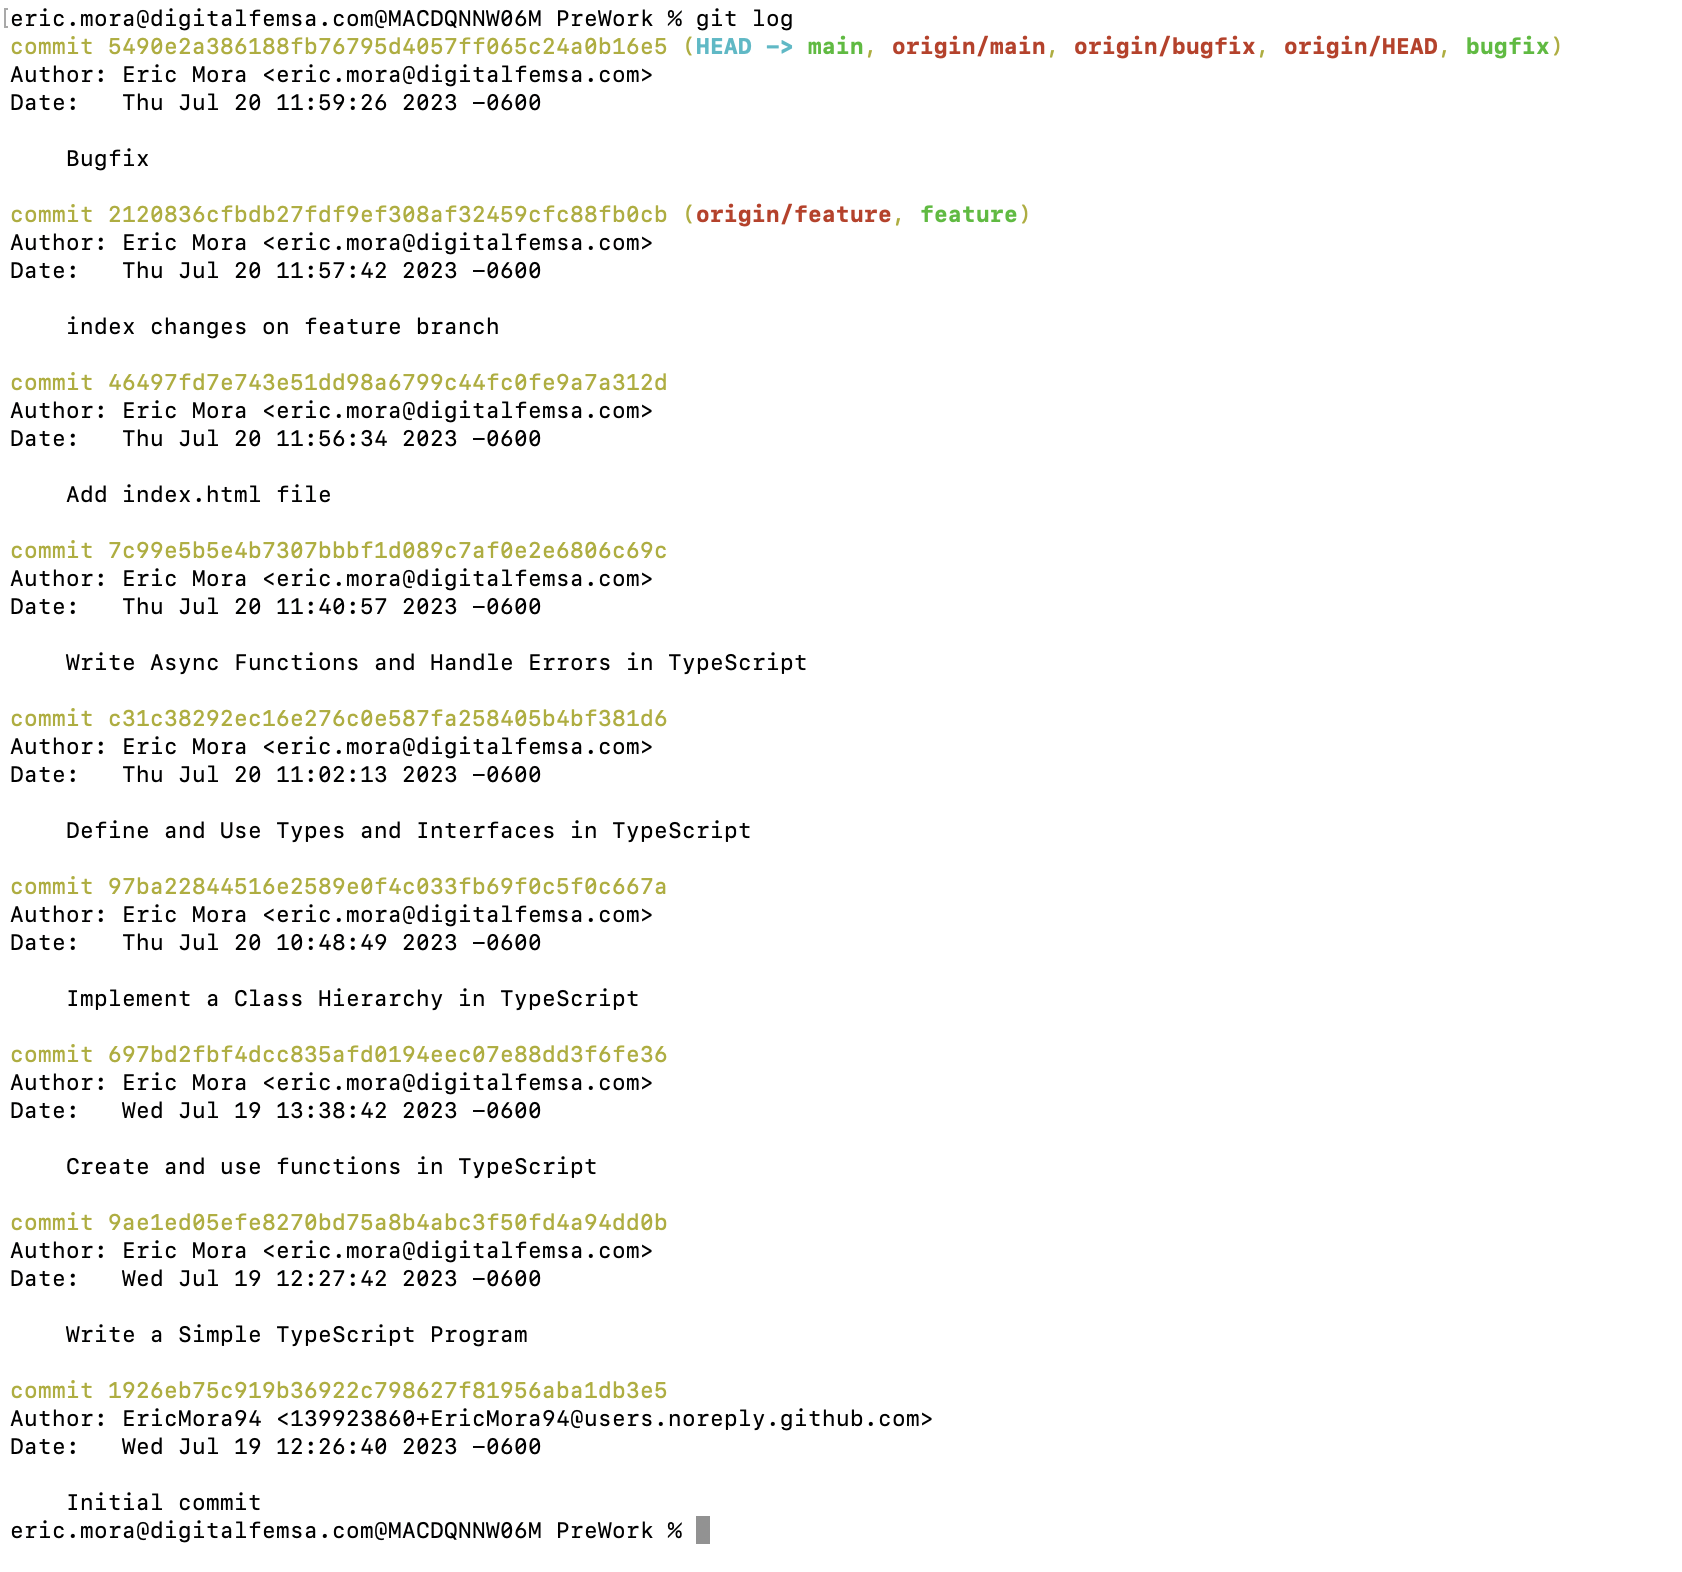 [eric.mora@digitalfemsa.com@MACDQNNW06M PreWork % git log
commit 5490e2a386188fb76795d4057ff065c24a0b16e5 (HEAD -> main, origin/main, origin/bugfix, origin/HEAD, bugfix)
Author: Eric Mora <eric.mora@digitalfemsa.com>
Date:   Thu Jul 20 11:59:26 2023 -0600
    Bugfix
commit 2120836cfbdb27fdf9ef308af32459cfc88fb0cb (origin/feature, feature)
Author: Eric Mora <eric.mora@digitalfemsa.com>
Date:   Thu Jul 20 11:57:42 2023 -0600
    index changes on feature branch
commit 46497fd7e743e51dd98a6799c44fc0fe9a7a312d
Author: Eric Mora <eric.mora@digitalfemsa.com>
Date:   Thu Jul 20 11:56:34 2023 -0600
    Add index.html file
commit 7c99e5b5e4b7307bbbf1d089c7af0e2e6806c69c
Author: Eric Mora <eric.mora@digitalfemsa.com>
Date:   Thu Jul 20 11:40:57 2023 -0600
    Write Async Functions and Handle Errors in TypeScript
commit c31c38292ec16e276c0e587fa258405b4bf381d6
Author: Eric Mora <eric.mora@digitalfemsa.com>
Date:   Thu Jul 20 11:02:13 2023 -0600
    Define and Use Types and Interfaces in TypeScript
commit 97ba22844516e2589e0f4c033fb69f0c5f0c667a
Author: Eric Mora <eric.mora@digitalfemsa.com>
Date:   Thu Jul 20 10:48:49 2023 -0600
    Implement a Class Hierarchy in TypeScript
commit 697bd2fbf4dcc835afd0194eec07e88dd3f6fe36
Author: Eric Mora <eric.mora@digitalfemsa.com>
Date:   Wed Jul 19 13:38:42 2023 -0600
    Create and use functions in TypeScript
commit 9ae1ed05efe8270bd75a8b4abc3f50fd4a94dd0b
Author: Eric Mora <eric.mora@digitalfemsa.com>
Date:   Wed Jul 19 12:27:42 2023 -0600
    Write a Simple TypeScript Program
commit 1926eb75c919b36922c798627f81956aba1db3e5
Author: EricMora94 <139923860+EricMora94@users.noreply.github.com>
Date:   Wed Jul 19 12:26:40 2023 -0600
    Initial commit
eric.mora@digitalfemsa.com@MACDQNNW06M PreWork %